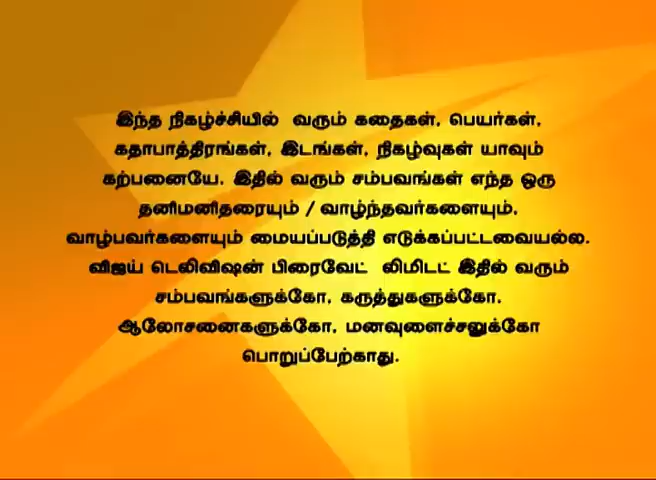 இந்த நிகழ்ச்சியில் வரும் கதைகள், பெயர்கள்,
கதாபாத்திரங்கள், இடங்கள், நிகழ்வுகள் யாவும்
கற்பனையே. இதில் வரும் சம்பவங்கள் எந்த ஒரு
தனிமனிதரையும் / வாழ்ந்தவர்களையும்,
வாழ்பவர்களையும் மையப்படுத்தி எடுக்கப்பட்டவையல்ல.
விஜய் டெலிவிஷன் பிரைவேட் லிமிடட் இதில் வரும்
சம்பவங்களுக்கோ, கருத்துகளுக்கோ,
ஆலோசனைகளுக்கோ, மனவுளைச்சலுக்கோ
பொறுப்பேற்காது.